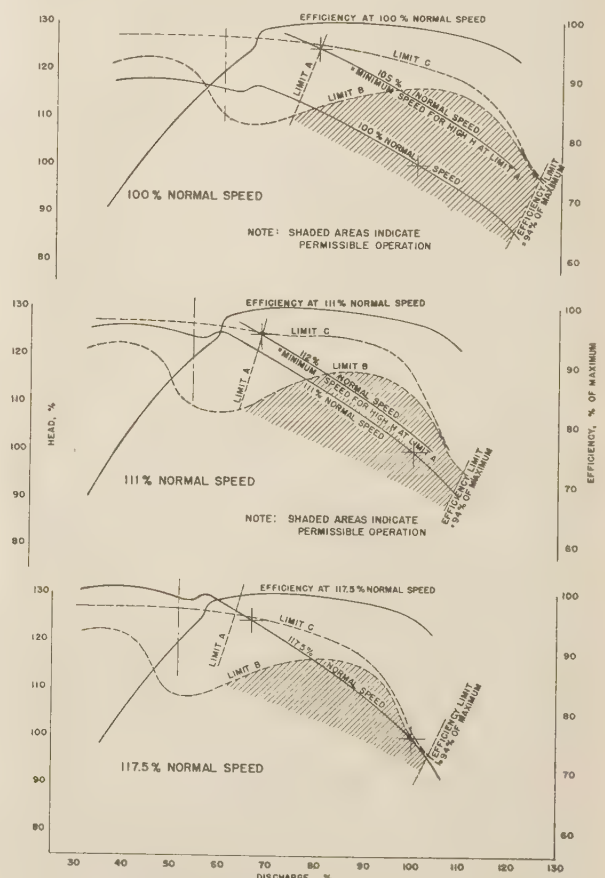 EFFICIENCY AT 100 % NORMAL SPEED
130
120
110
100
90
80
100
90
80
70
60
LIMIT C
LIMIT A
105 %
NORMAL SPEED
*MINIMUM SPEED FOR HIGH H AT LIMIT A
LIMIT B
100 % NORMAL SPEED
EFFICIENCY LIMIT
*94% OF MAXIMUM
100 % NORMAL SPEED
NOTE: SHADED AREAS INDICATE
PERMISSIBLE OPERATION
EFFICIENCY AT 111 % NORMAL SPEED
130
120
110
100
90
80
100
90
80
70
60
LIMIT C
LIMIT A
112 %
NORMAL SPEED
*MINIMUM SPEED FOR HIGH H AT LIMIT A
LIMIT B
111 % NORMAL SPEED
EFFICIENCY LIMIT
*94% OF MAXIMUM
HEAD, %
EFFICIENCY, % OF MAXIMUM
111 % NORMAL SPEED
NOTE: SHADED AREAS INDICATE
PERMISSIBLE OPERATION
EFFICIENCY AT 117.5 % NORMAL SPEED
130
120
110
100
90
80
100
90
80
70
60
LIMIT C
LIMIT A
117.5 %
NORMAL SPEED
LIMIT B
EFFICIENCY LIMIT
94% OF MAXIMUM
117.5 % NORMAL SPEED
30 40 50 60 70 80 90 100 110 120 130
DISCHARGE, %